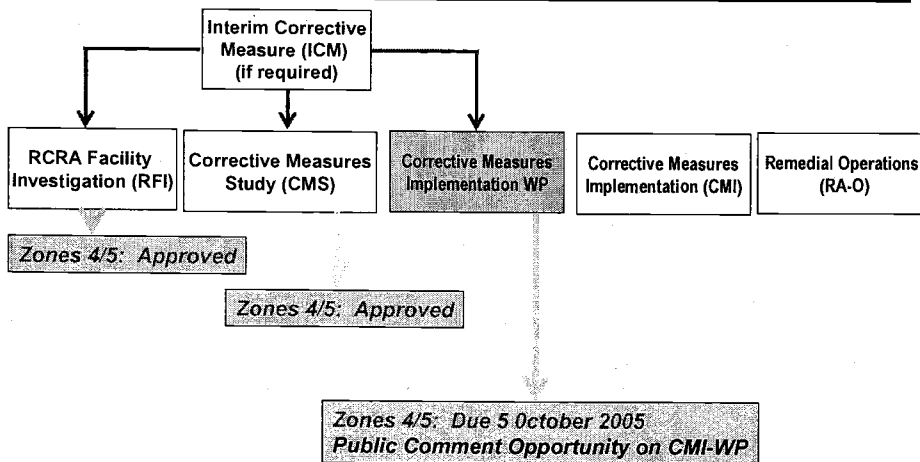 Interim Corrective
Measure (ICM)
(if required)
RCRA Facility
Investigation (RFI)
Corrective Measures
Study (CMS)
Corrective Measures
Implementation WP
Corrective Measures
Implementation (CMI)
Remedial Operations
(RA-O)
Zones 4/5: Approved
Zones 4/5: Approved
Zones 4/5: Due 5 October 2005
Public Comment Opportunity on CMI-WP